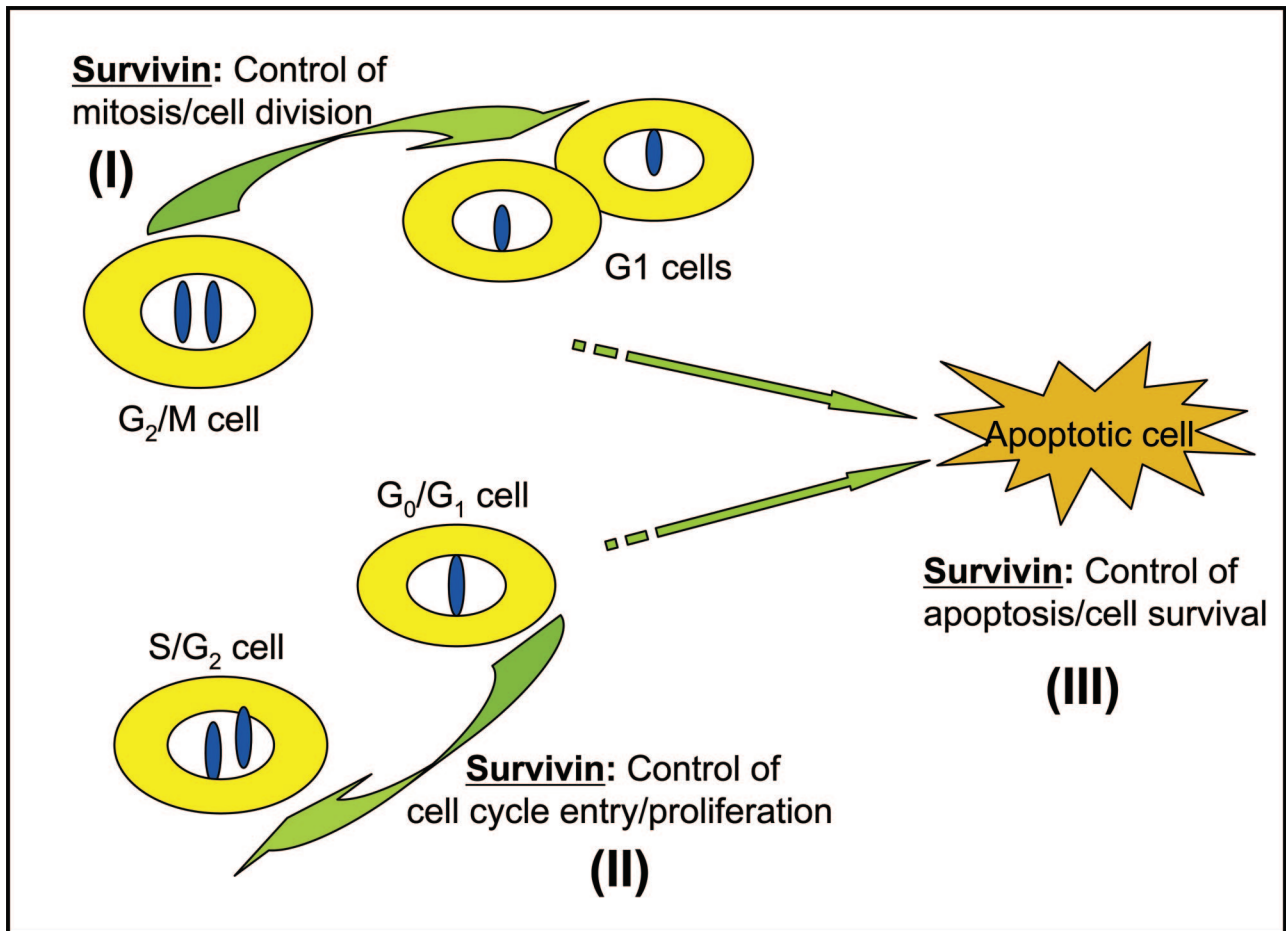 Survivin: Control of
mitosis/cell division
(I)
G1 cells
G₂/M cell
Apoptotic cell
G₀/G₁ cell
Survivin: Control of
apoptosis/cell survival
(III)
S/G₂ cell
Survivin: Control of
cell cycle entry/proliferation
(II)